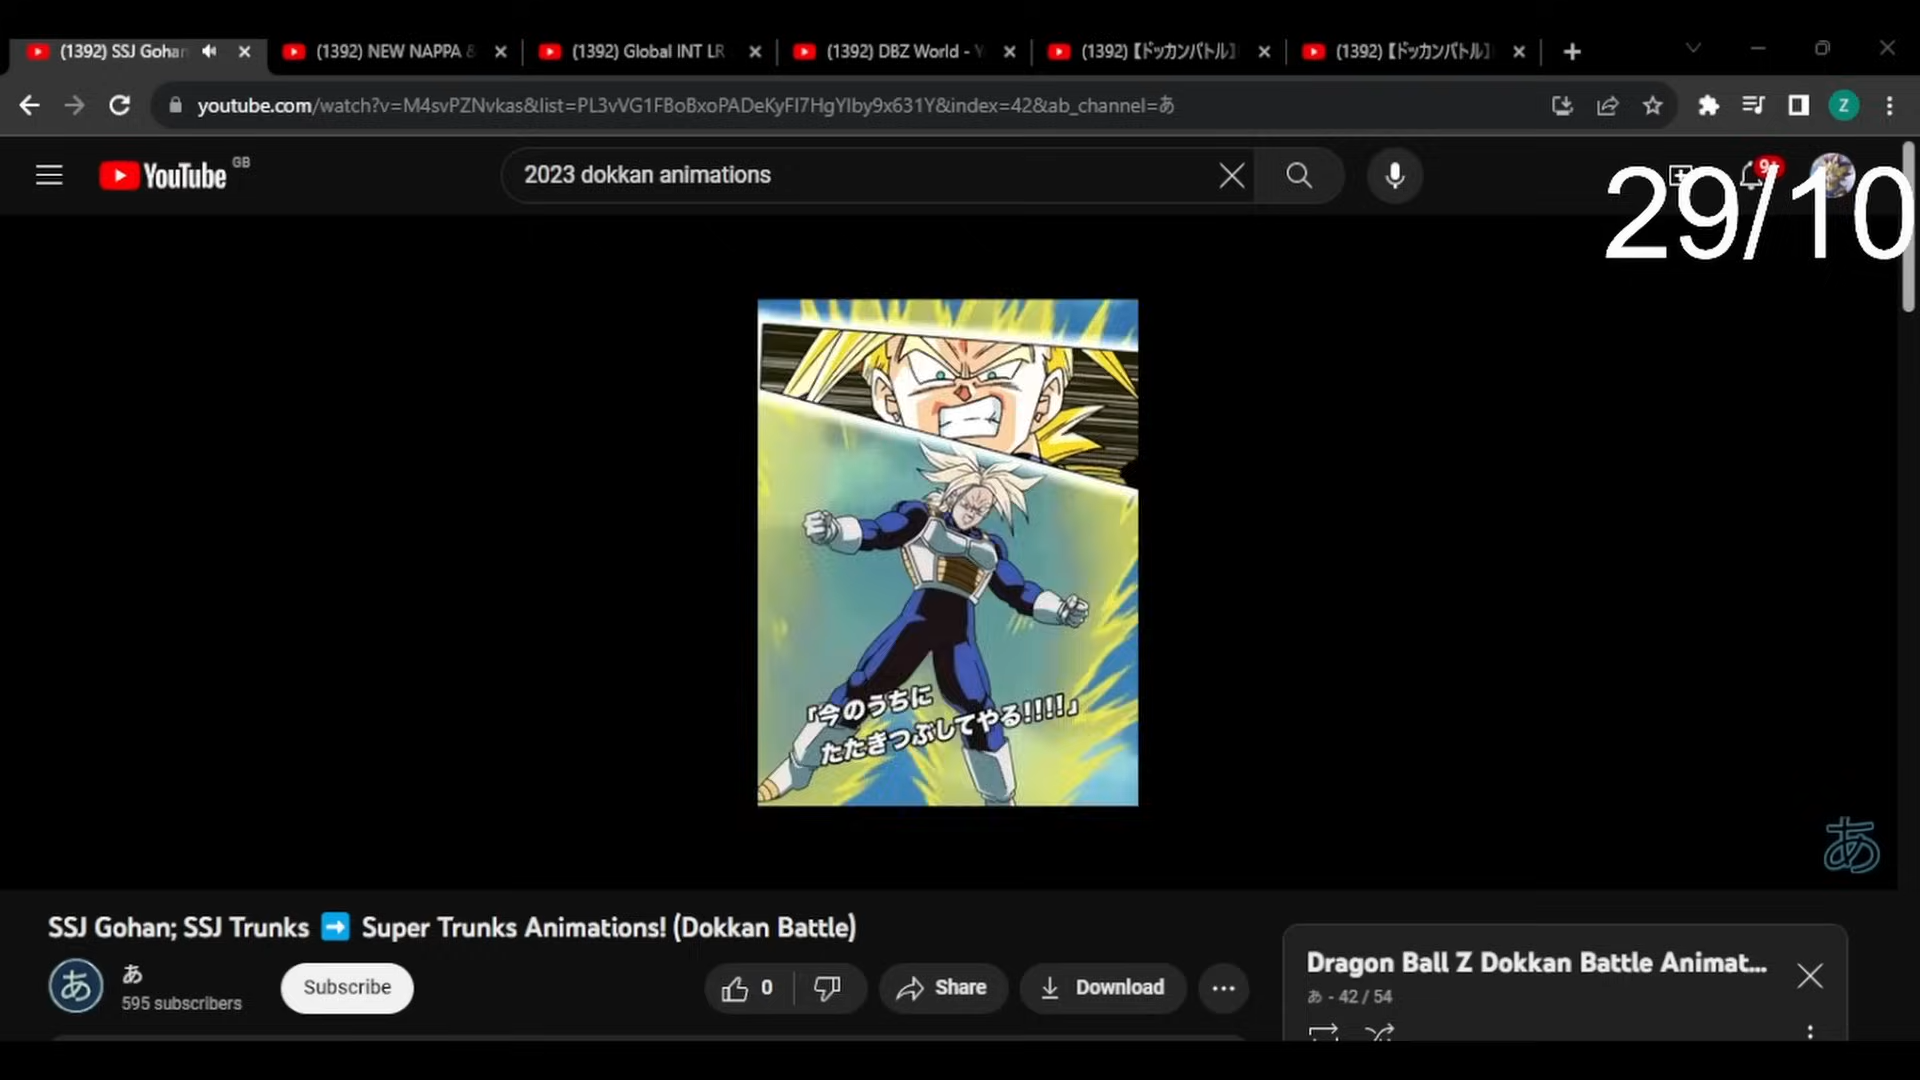 (1392) SSJ Gohan
(1392) NEW NAPPA &
(1392) Global INT LR
(1392) DBZ World - Y
(1392)【ドッカンバトル】
(1392)【ドッカンバトル】
youtube.com/watch?v=M4svPZNvkas&list=PL3vVG1FBoBxoPADeKyFI7HgYlby9x631Y&index=42&ab_channel=あ
Z
YouTube GB
2023 dokkan animations
9+
29/10
「今のうちに
たたきつぶしてやる!!!!」
あ
SSJ Gohan; SSJ Trunks ➡ Super Trunks Animations! (Dokkan Battle)
あ
あ
595 subscribers
Subscribe
0
Share
Download
Dragon Ball Z Dokkan Battle Animat...
あ - 42 / 54